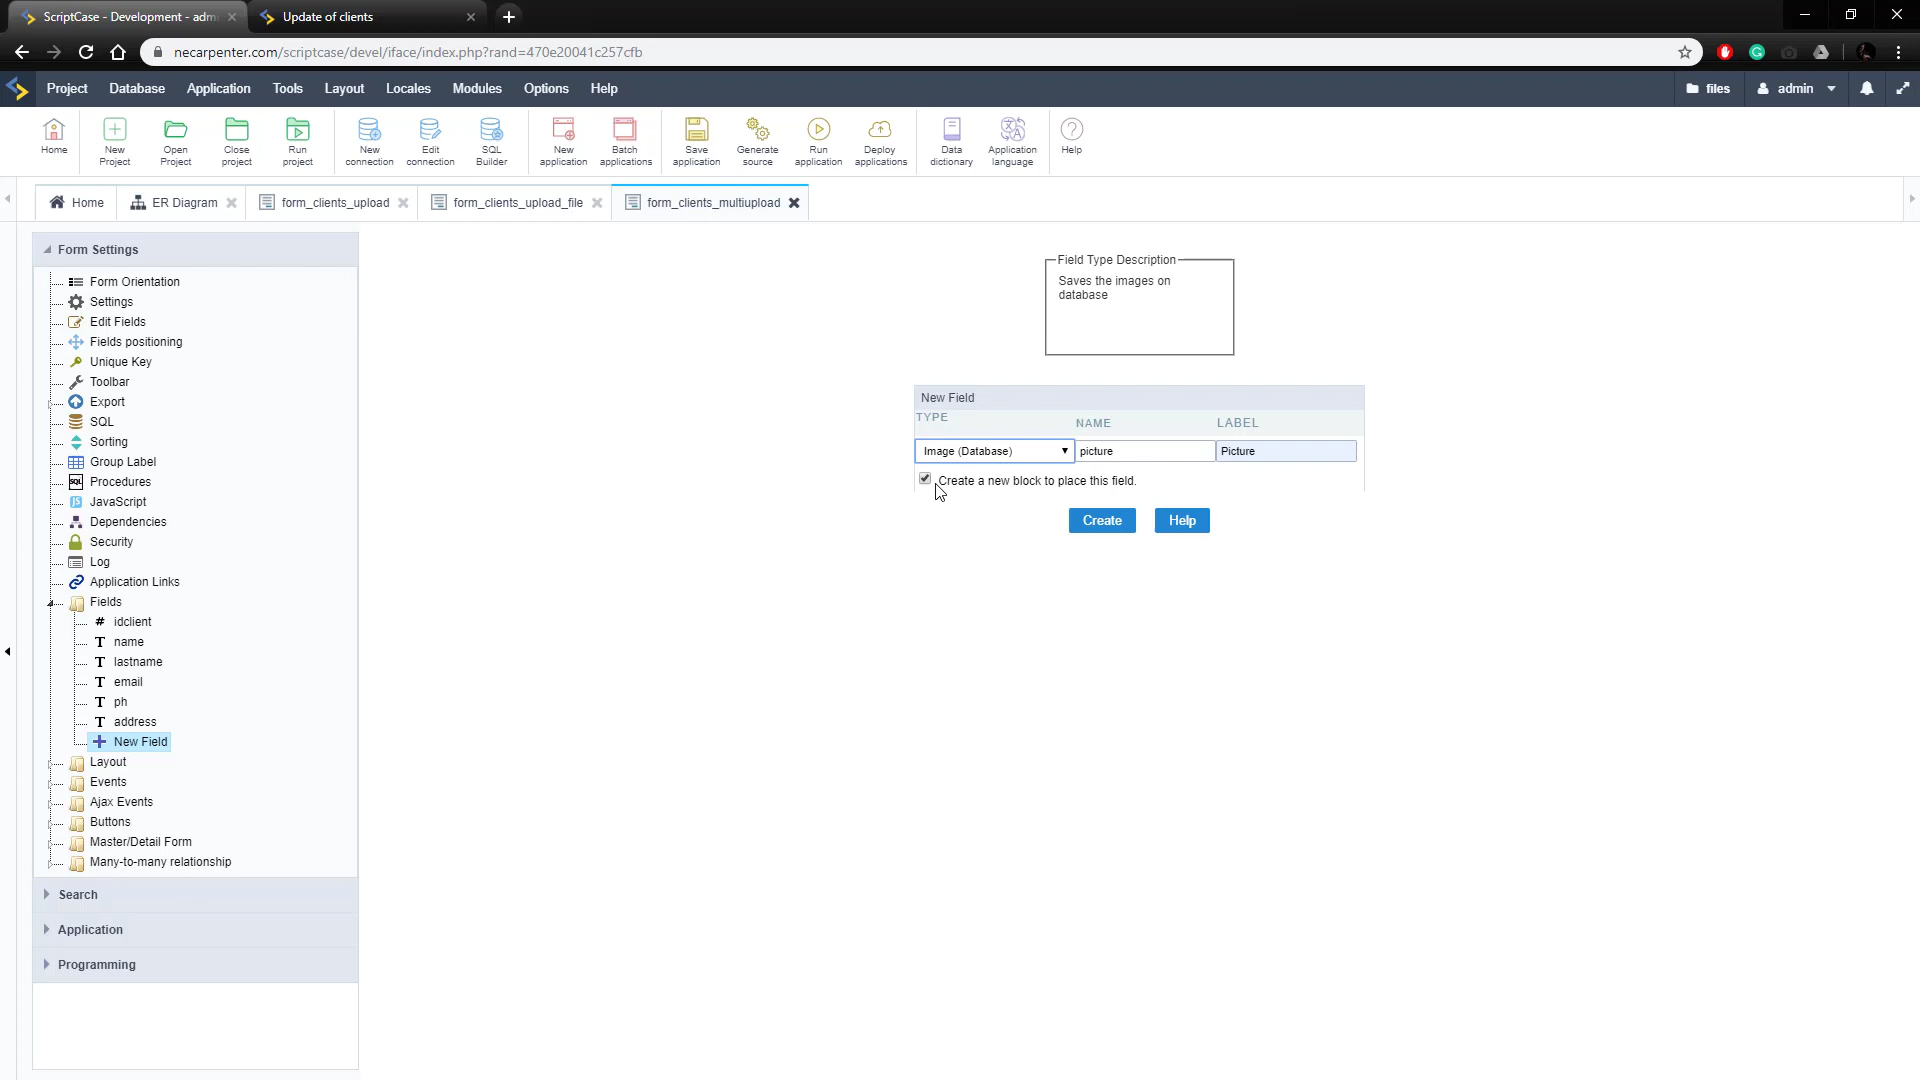 ScriptCase - Development - adm
Update of clients
necarpenter.com/scriptcase/devel/iface/index.php?rand=470e20041c257cfb
Project Database Application Tools Layout Locales Modules Options Help
files admin
Home
New Project
Open Project
Close project
Run project
New connection
Edit connection
SQL Builder
New application
Batch applications
Save application
Generate source
Run application
Deploy applications
Data dictionary
Application language
Help
Home ER Diagram form_clients_upload form_clients_upload_file form_clients_multiupload
Form Settings
Form Orientation
Settings
Edit Fields
Fields positioning
Unique Key
Toolbar
Export
SQL
Sorting
Group Label
SQL Procedures
JS JavaScript
Dependencies
Security
Log
Application Links
Fields
# idclient
T name
T lastname
T email
T ph
T address
New Field
Layout
Events
Ajax Events
Buttons
Master/Detail Form
Many-to-many relationship
Search
Application
Programming
Field Type Description
Saves the images on
database
New Field
TYPE NAME LABEL
Image (Database) picture Picture
Create a new block to place this field.
Create Help